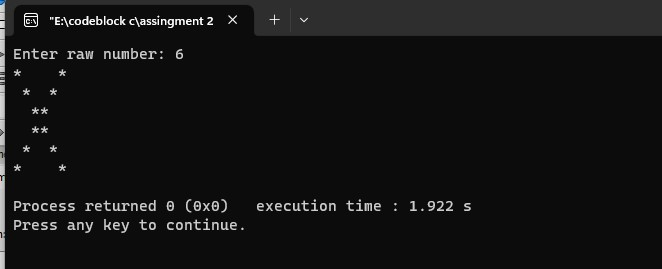 "E:\codeblock c\assingment 2
Enter raw number: 6
*    *
 *  *
  **
  **
 *  *
*    *
Process returned 0 (0x0)   execution time : 1.922 s
Press any key to continue.